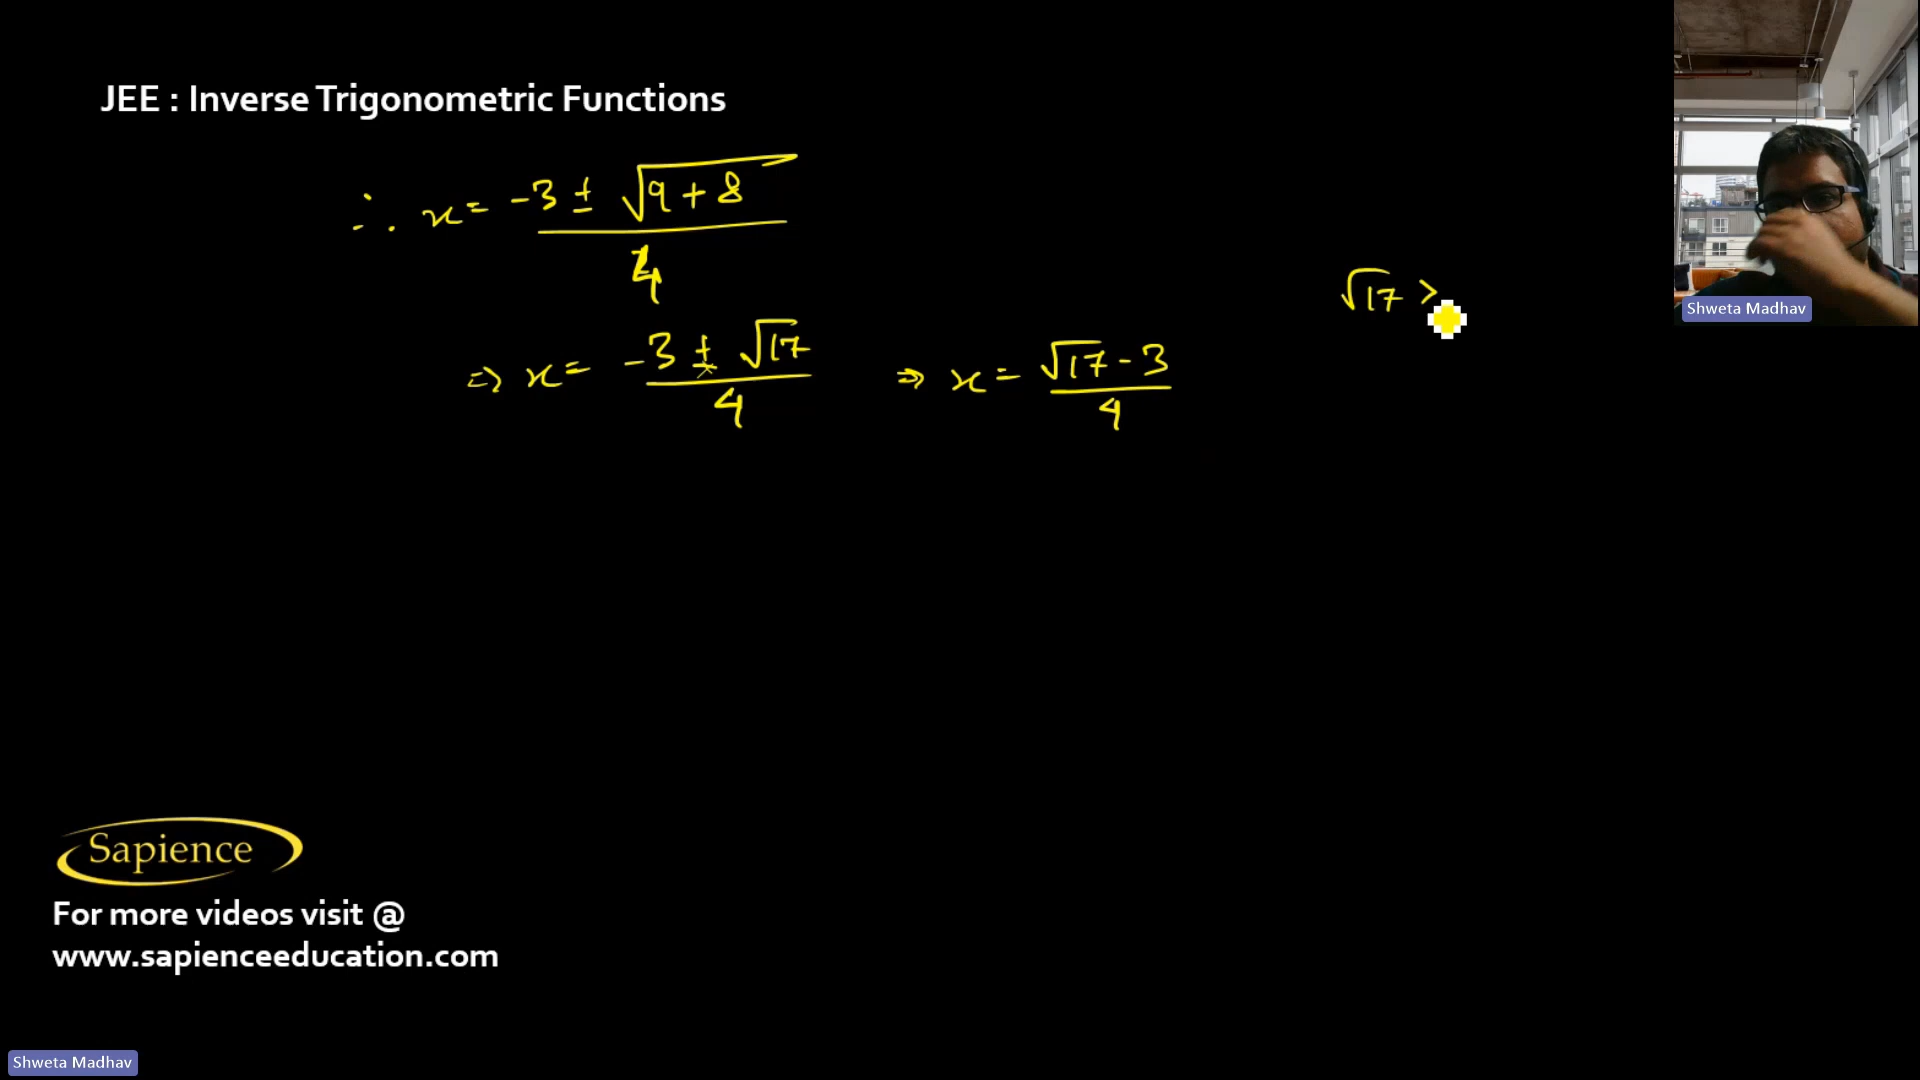 JEE : Inverse Trigonometric Functions
∴ x = -3 ± √9+8
4
⇒ x = -3 ± √17
4
⇒ x = √17 - 3
4
√17 >
Shweta Madhav
Sapience
For more videos visit @
www.sapienceeducation.com
Shweta Madhav